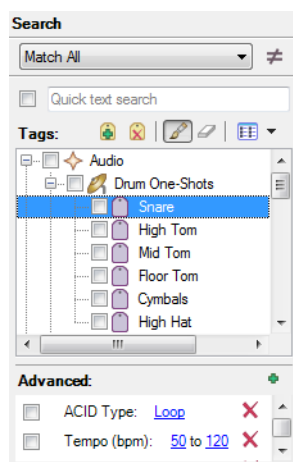 Search
Match All
Quick text search
Tags:
Audio
Drum One-Shots
Snare
High Tom
Mid Tom
Floor Tom
Cymbals
High Hat
Advanced:
ACID Type: Loop
Tempo (bpm): 50 to 120